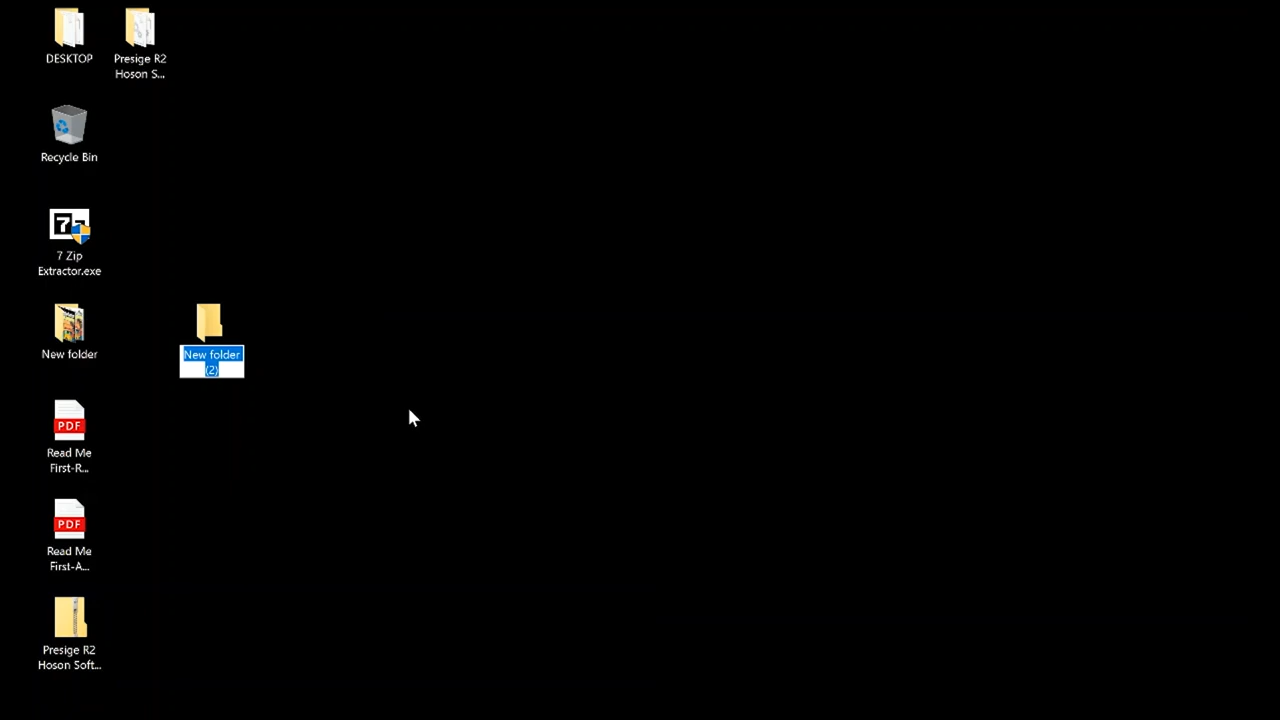 DESKTOP
Presige R2
Hoson S...
Recycle Bin
7
7 Zip
Extractor.exe
New folder
New folder
(2)
PDF
Read Me
First-R...
PDF
Read Me
First-A...
Presige R2
Hoson Soft...